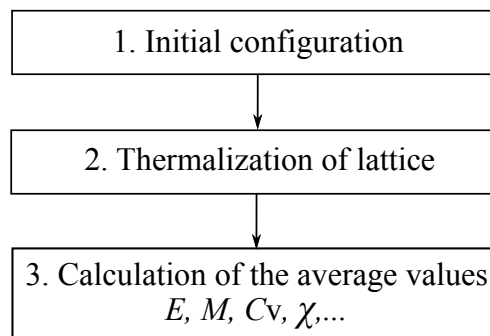 1. Initial configuration
2. Thermalization of lattice
3. Calculation of the average values
E, M, Cv, χ,...